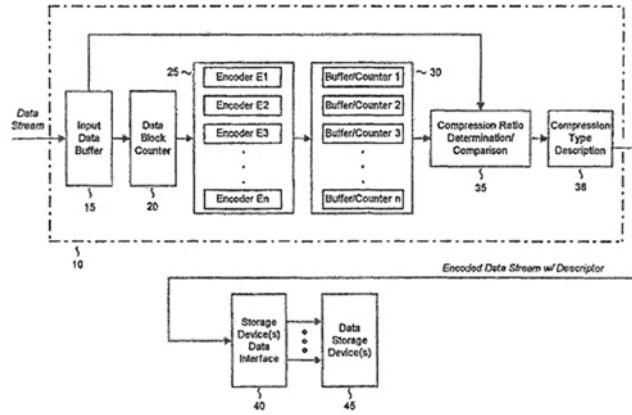 Data
Stream
Input
Data
Buffer
15
Data
Block
Counter
20
25
Encoder E1
Encoder E2
Encoder E3
Encoder En
30
Buffer/Counter 1
Buffer/Counter 2
Buffer/Counter 3
Buffer/Counter n
Compression Ratio
Determination/
Comparison
35
Compression
Type
Description
38
10
Encoded Data Stream w/ Descriptor
Storage
Device(s)
Data
Interface
40
Data
Storage
Device(s)
45